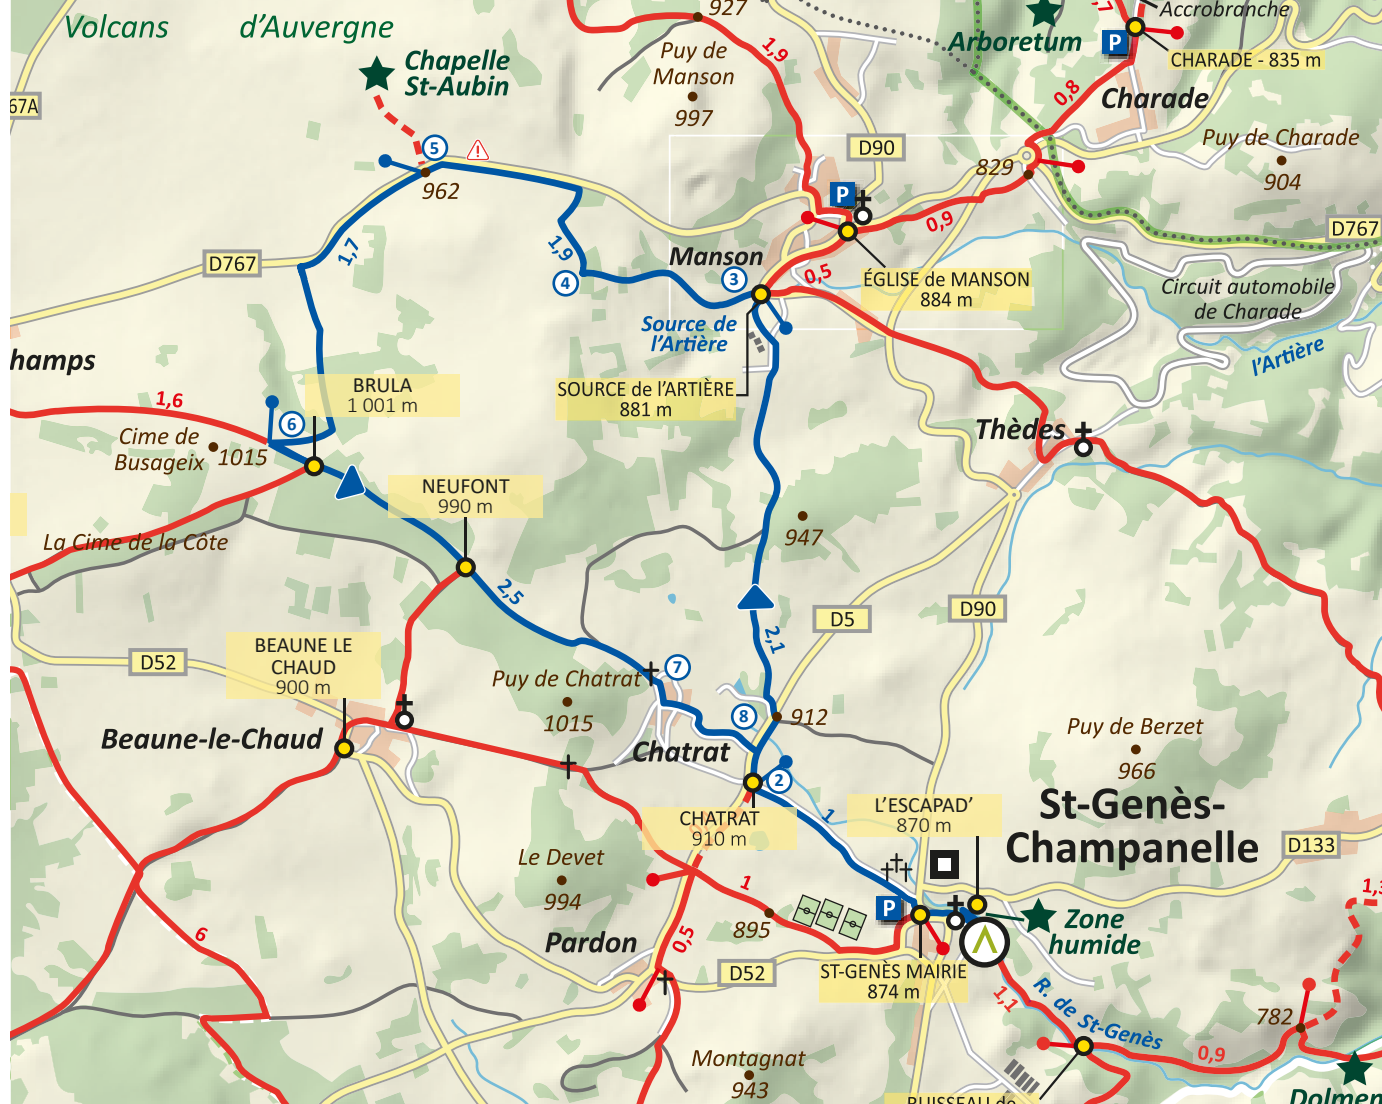 Volcans d'Auvergne
927
Accrobranche
Chapelle
St-Aubin
1,9
Puy de
Manson
997
Arboretum
P
CHARADE - 835 m
0,8
Charade
67A
Puy de Charade
904
D90
829
5
962
P
0,9
D767
1,7
1,9
D767
Manson
3
4
0,5
ÉGLISE de MANSON
884 m
Circuit automobile
de Charade
Source de
l'Artière
l'Artière
hamps
BRULA
1 001 m
SOURCE de l'ARTIÈRE
881 m
1,6
6
Cime de
Busageix
1015
Thèdes
NEUFONT
990 m
947
La Cime de la Côte
2,5
D5
D90
2,1
BEAUNE LE
CHAUD
900 m
D52
7
Puy de Chatrat
1015
8
912
Puy de Berzet
966
Beaune-le-Chaud
Chatrat
2
1
CHATRAT
910 m
L'ESCAPAD'
870 m
St-Genès-
Champanelle
D133
Le Devet
994
1
895
P
Zone
humide
6
Pardon
0,5
D52
ST-GENÈS MAIRIE
874 m
1,1
R. de St-Genès
782
0,9
Montagnat
943
RUISSEAU de
Dolmen